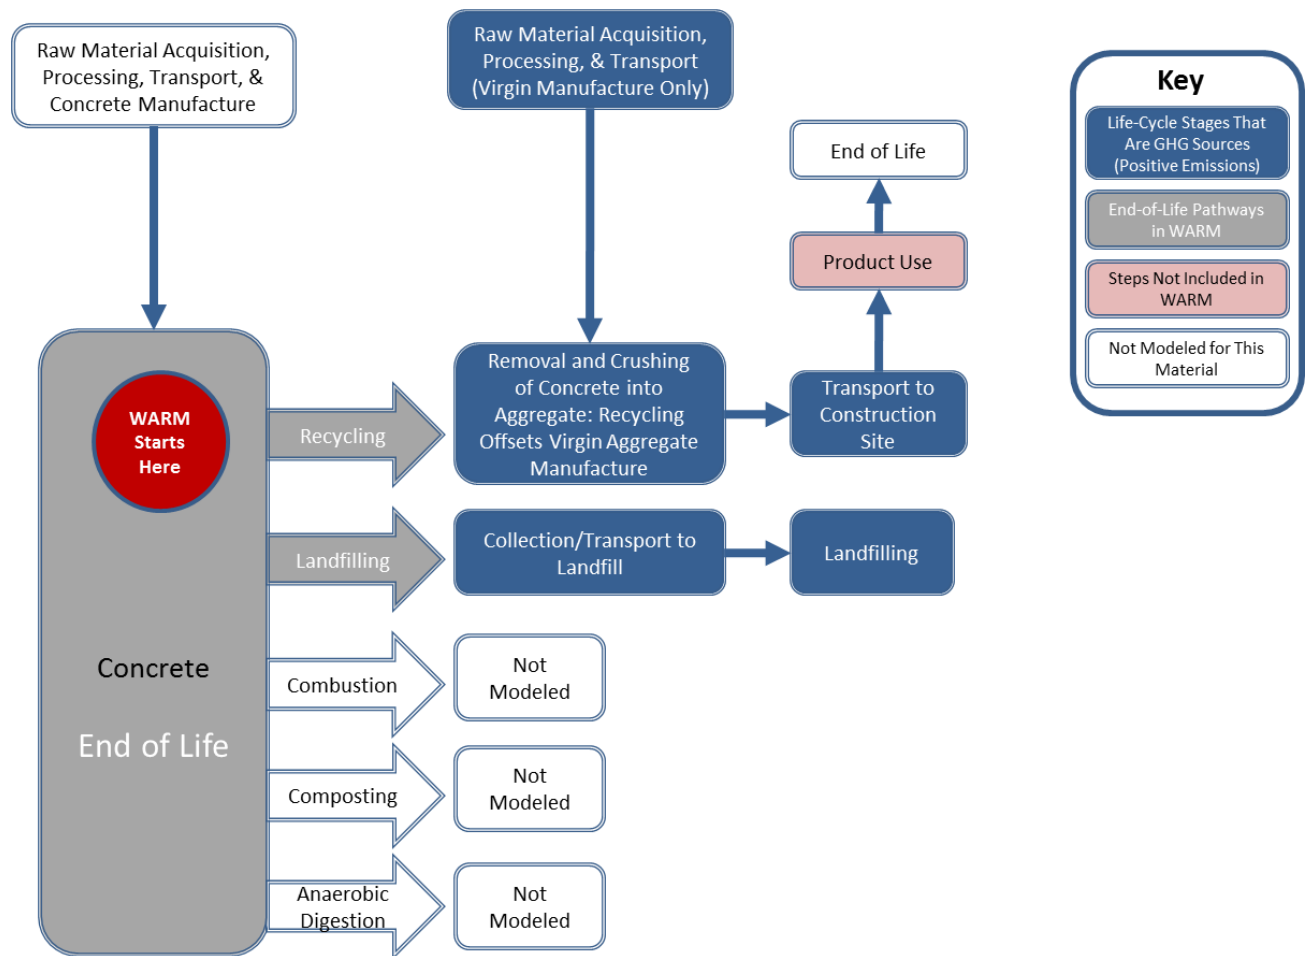 Raw Material Acquisition,
Processing, Transport, &
Concrete Manufacture
Raw Material Acquisition,
Processing, & Transport
(Virgin Manufacture Only)
Key
Life-Cycle Stages That
Are GHG Sources
(Positive Emissions)
End-of-Life Pathways
in WARM
Steps Not Included in
WARM
Not Modeled for This
Material
End of Life
Product Use
WARM
Starts
Here
Recycling
Removal and Crushing
of Concrete into
Aggregate: Recycling
Offsets Virgin Aggregate
Manufacture
Transport to
Construction
Site
Landfilling
Collection/Transport to
Landfill
Landfilling
Concrete
End of Life
Combustion
Not
Modeled
Composting
Not
Modeled
Anaerobic
Digestion
Not
Modeled